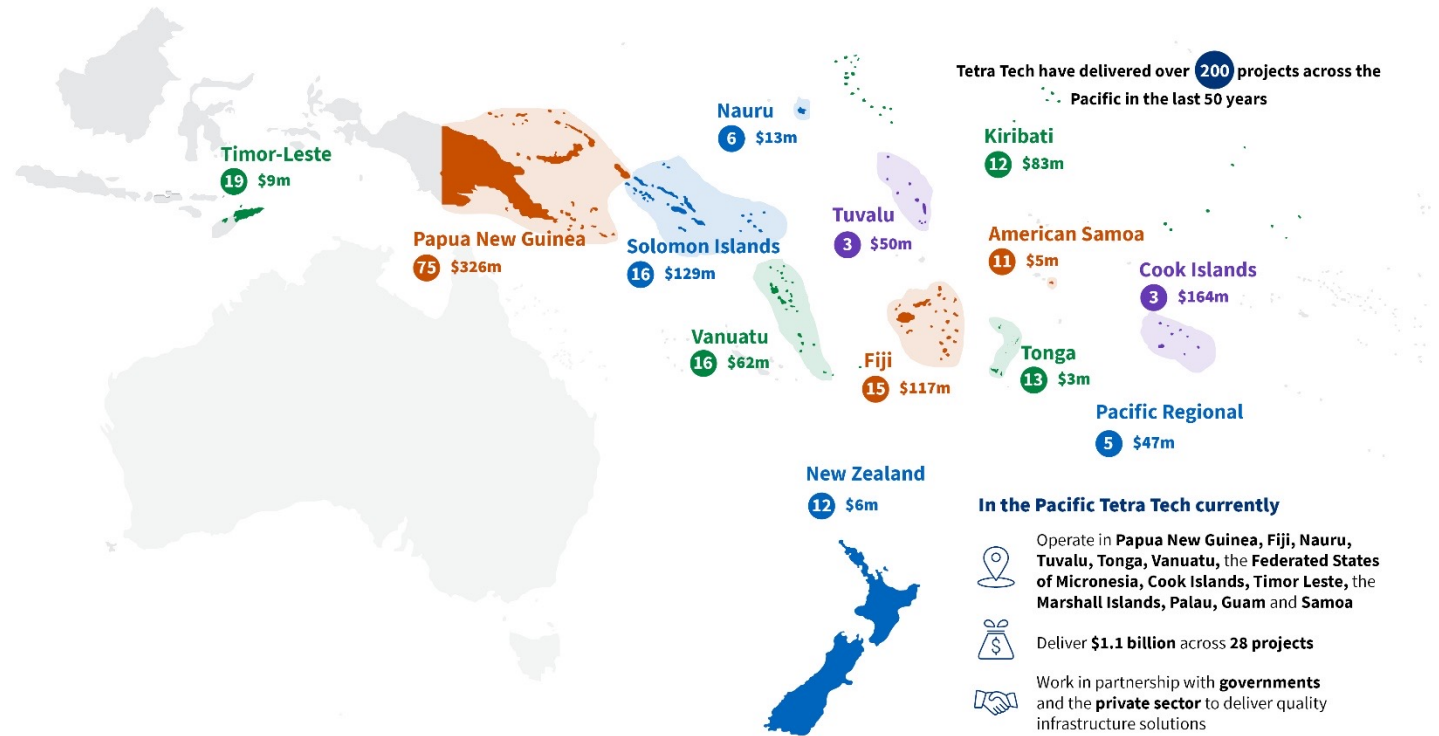 Tetra Tech have delivered over 200 projects across the
Pacific in the last 50 years
Nauru
6 $13m
Kiribati
12 $83m
Timor-Leste
19 $9m
Tuvalu
3 $50m
Papua New Guinea
75 $326m
Solomon Islands
16 $129m
American Samoa
11 $5m
Cook Islands
3 $164m
Vanuatu
16 $62m
Fiji
15 $117m
Tonga
13 $3m
Pacific Regional
5 $47m
New Zealand
12 $6m
In the Pacific Tetra Tech currently
Operate in Papua New Guinea, Fiji, Nauru,
Tuvalu, Tonga, Vanuatu, the Federated States
of Micronesia, Cook Islands, Timor Leste, the
Marshall Islands, Palau, Guam and Samoa
$
Deliver $1.1 billion across 28 projects
Work in partnership with governments
and the private sector to deliver quality
infrastructure solutions